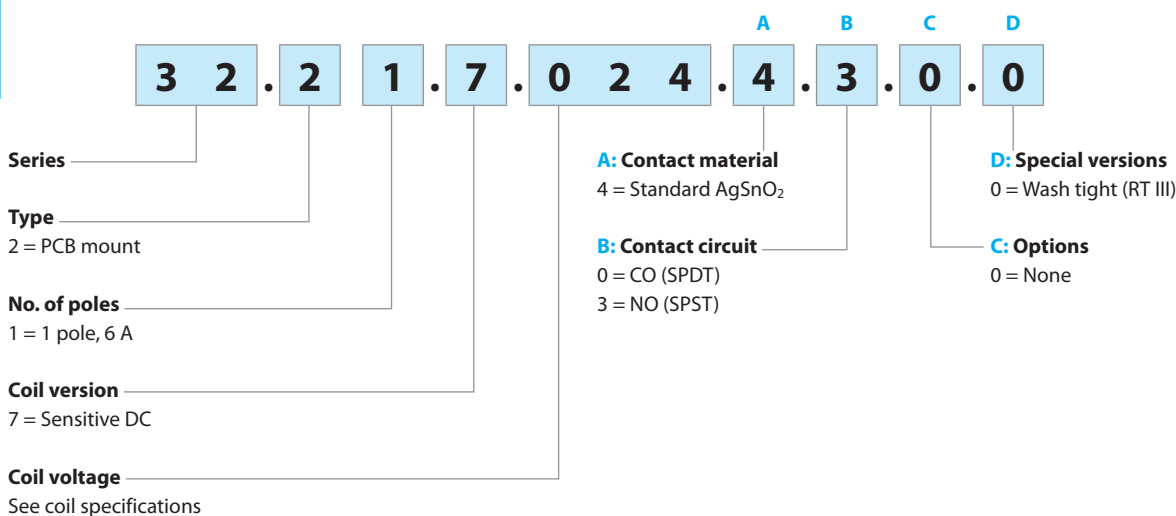 A B C D
3 2 . 2 1 . 7 . 0 2 4 . 4 . 3 . 0 . 0
Series
Type
2 = PCB mount
No. of poles
1 = 1 pole, 6 A
Coil version
7 = Sensitive DC
Coil voltage
See coil specifications
A: Contact material
4 = Standard AgSnO₂
B: Contact circuit
0 = CO (SPDT)
3 = NO (SPST)
D: Special versions
0 = Wash tight (RT III)
C: Options
0 = None